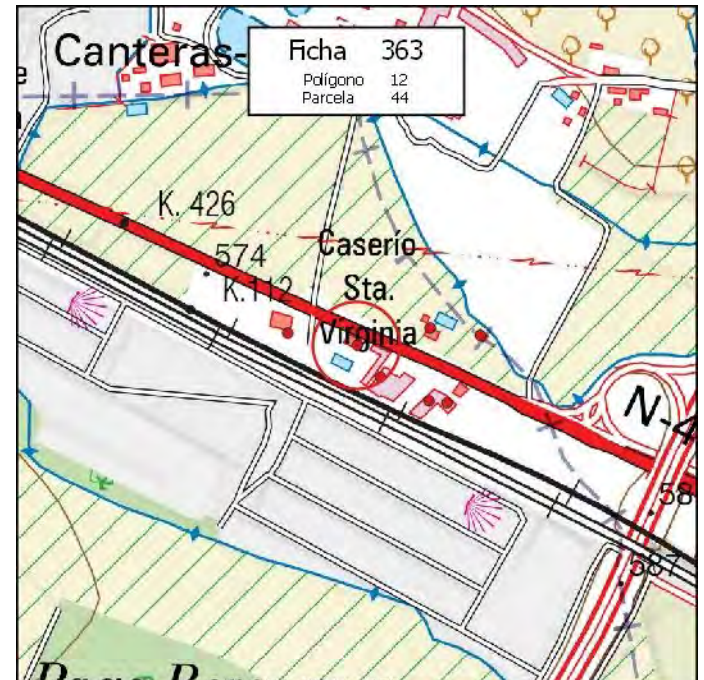 Canteras-
Ficha 363
Polígono 12
Parcela 44
K. 426
574
K.112
Caserío
Sta.
Virginia
N-4
58
587